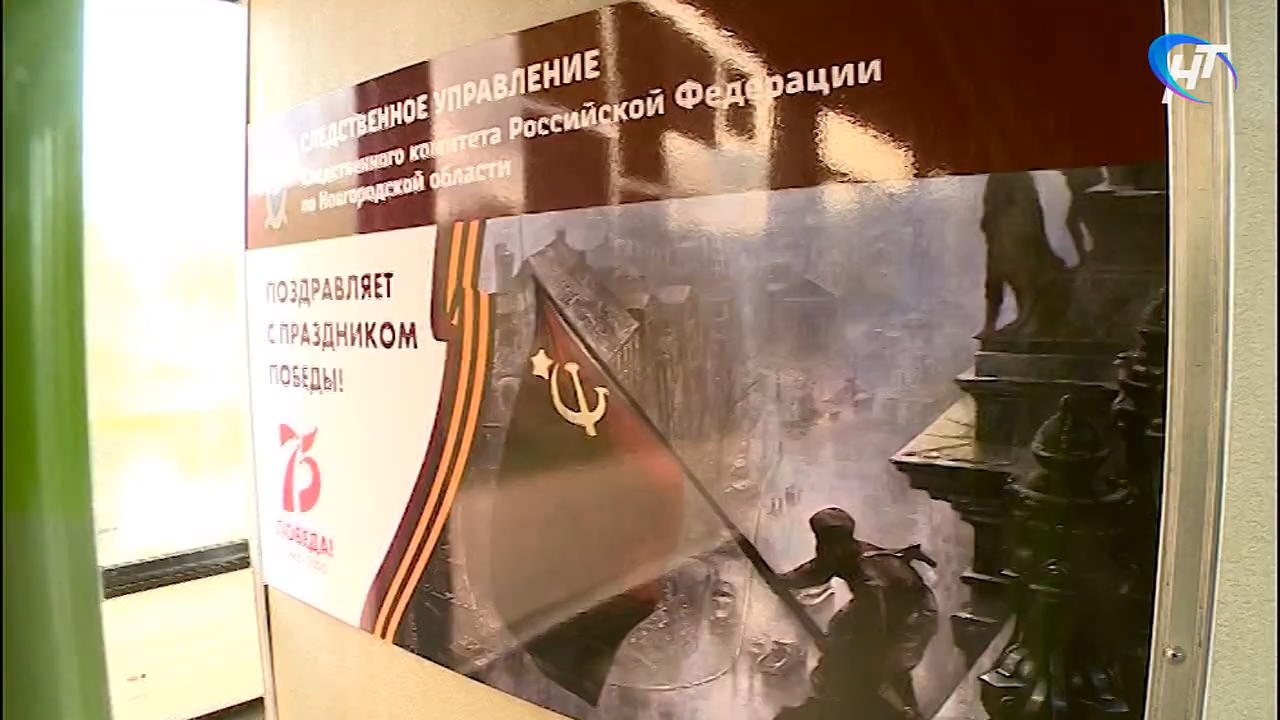 СЛЕДСТВЕННОЕ УПРАВЛЕНИЕ
Следственного комитета Российской Федерации
по Новгородской области
ПОЗДРАВЛЯЕТ
С ПРАЗДНИКОМ
ПОБЕДЫ!
75
ПОБЕДА!
НТ